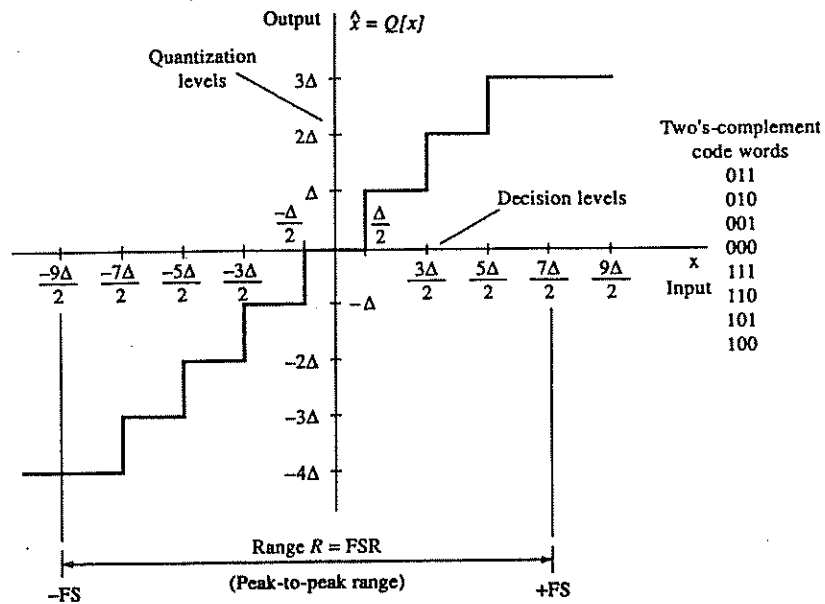 Output
x̂ = Q[x]
Quantization
levels
3Δ
2Δ
Δ
Two's-complement
code words
011
010
001
000
111
110
101
100
Decision levels
-Δ/2
Δ/2
-9Δ/2
-7Δ/2
-5Δ/2
-3Δ/2
3Δ/2
5Δ/2
7Δ/2
9Δ/2
x
Input
-Δ
-2Δ
-3Δ
-4Δ
Range R = FSR
(Peak-to-peak range)
-FS
+FS